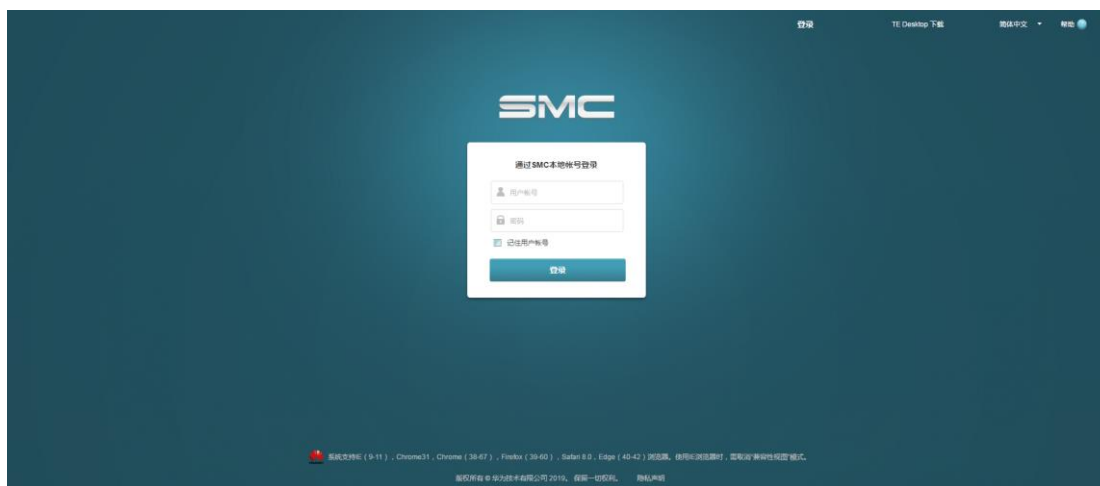 登录 TE Desktop 下载 简体中文 帮助
SMC
通过SMC本地帐号登录
用户帐号
密码
记住用户帐号
登录
系统支持IE（9-11），Chrome31，Chrome（38-67），Firefox（39-60），Safari 8.0，Edge（40-42）浏览器。使用IE浏览器时，需取消"兼容性视图"模式。
版权所有 © 华为技术有限公司 2019。 保留一切权利。 隐私声明